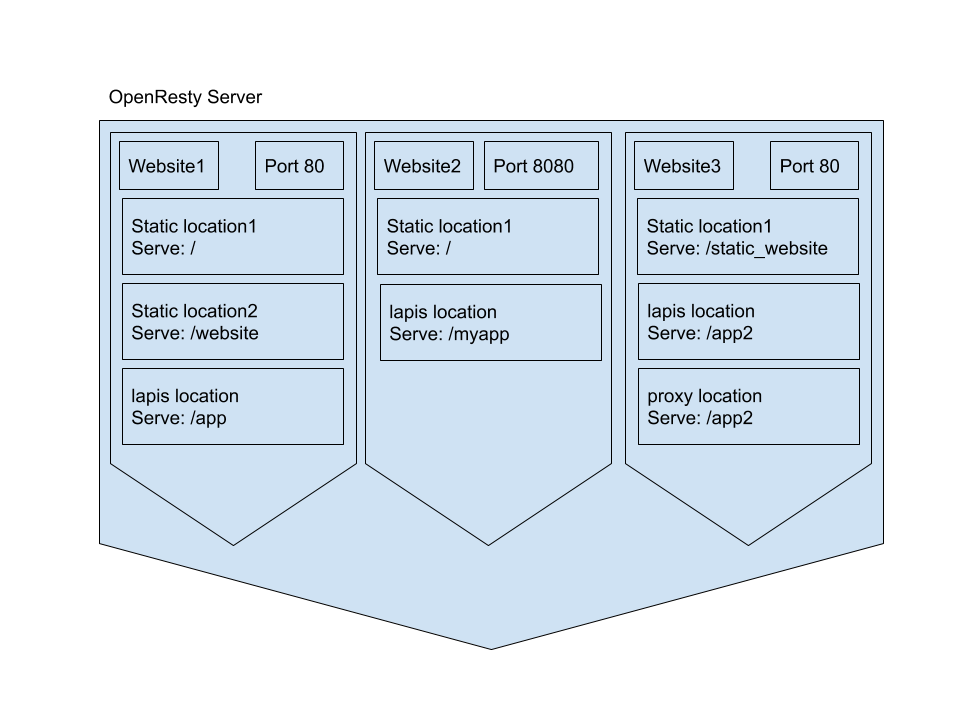 OpenResty Server
Website1
Port 80
Static location1
Serve: /
Static location2
Serve: /website
lapis location
Serve: /app
Website2
Port 8080
Static location1
Serve: /
lapis location
Serve: /myapp
Website3
Port 80
Static location1
Serve: /static_website
lapis location
Serve: /app2
proxy location
Serve: /app2